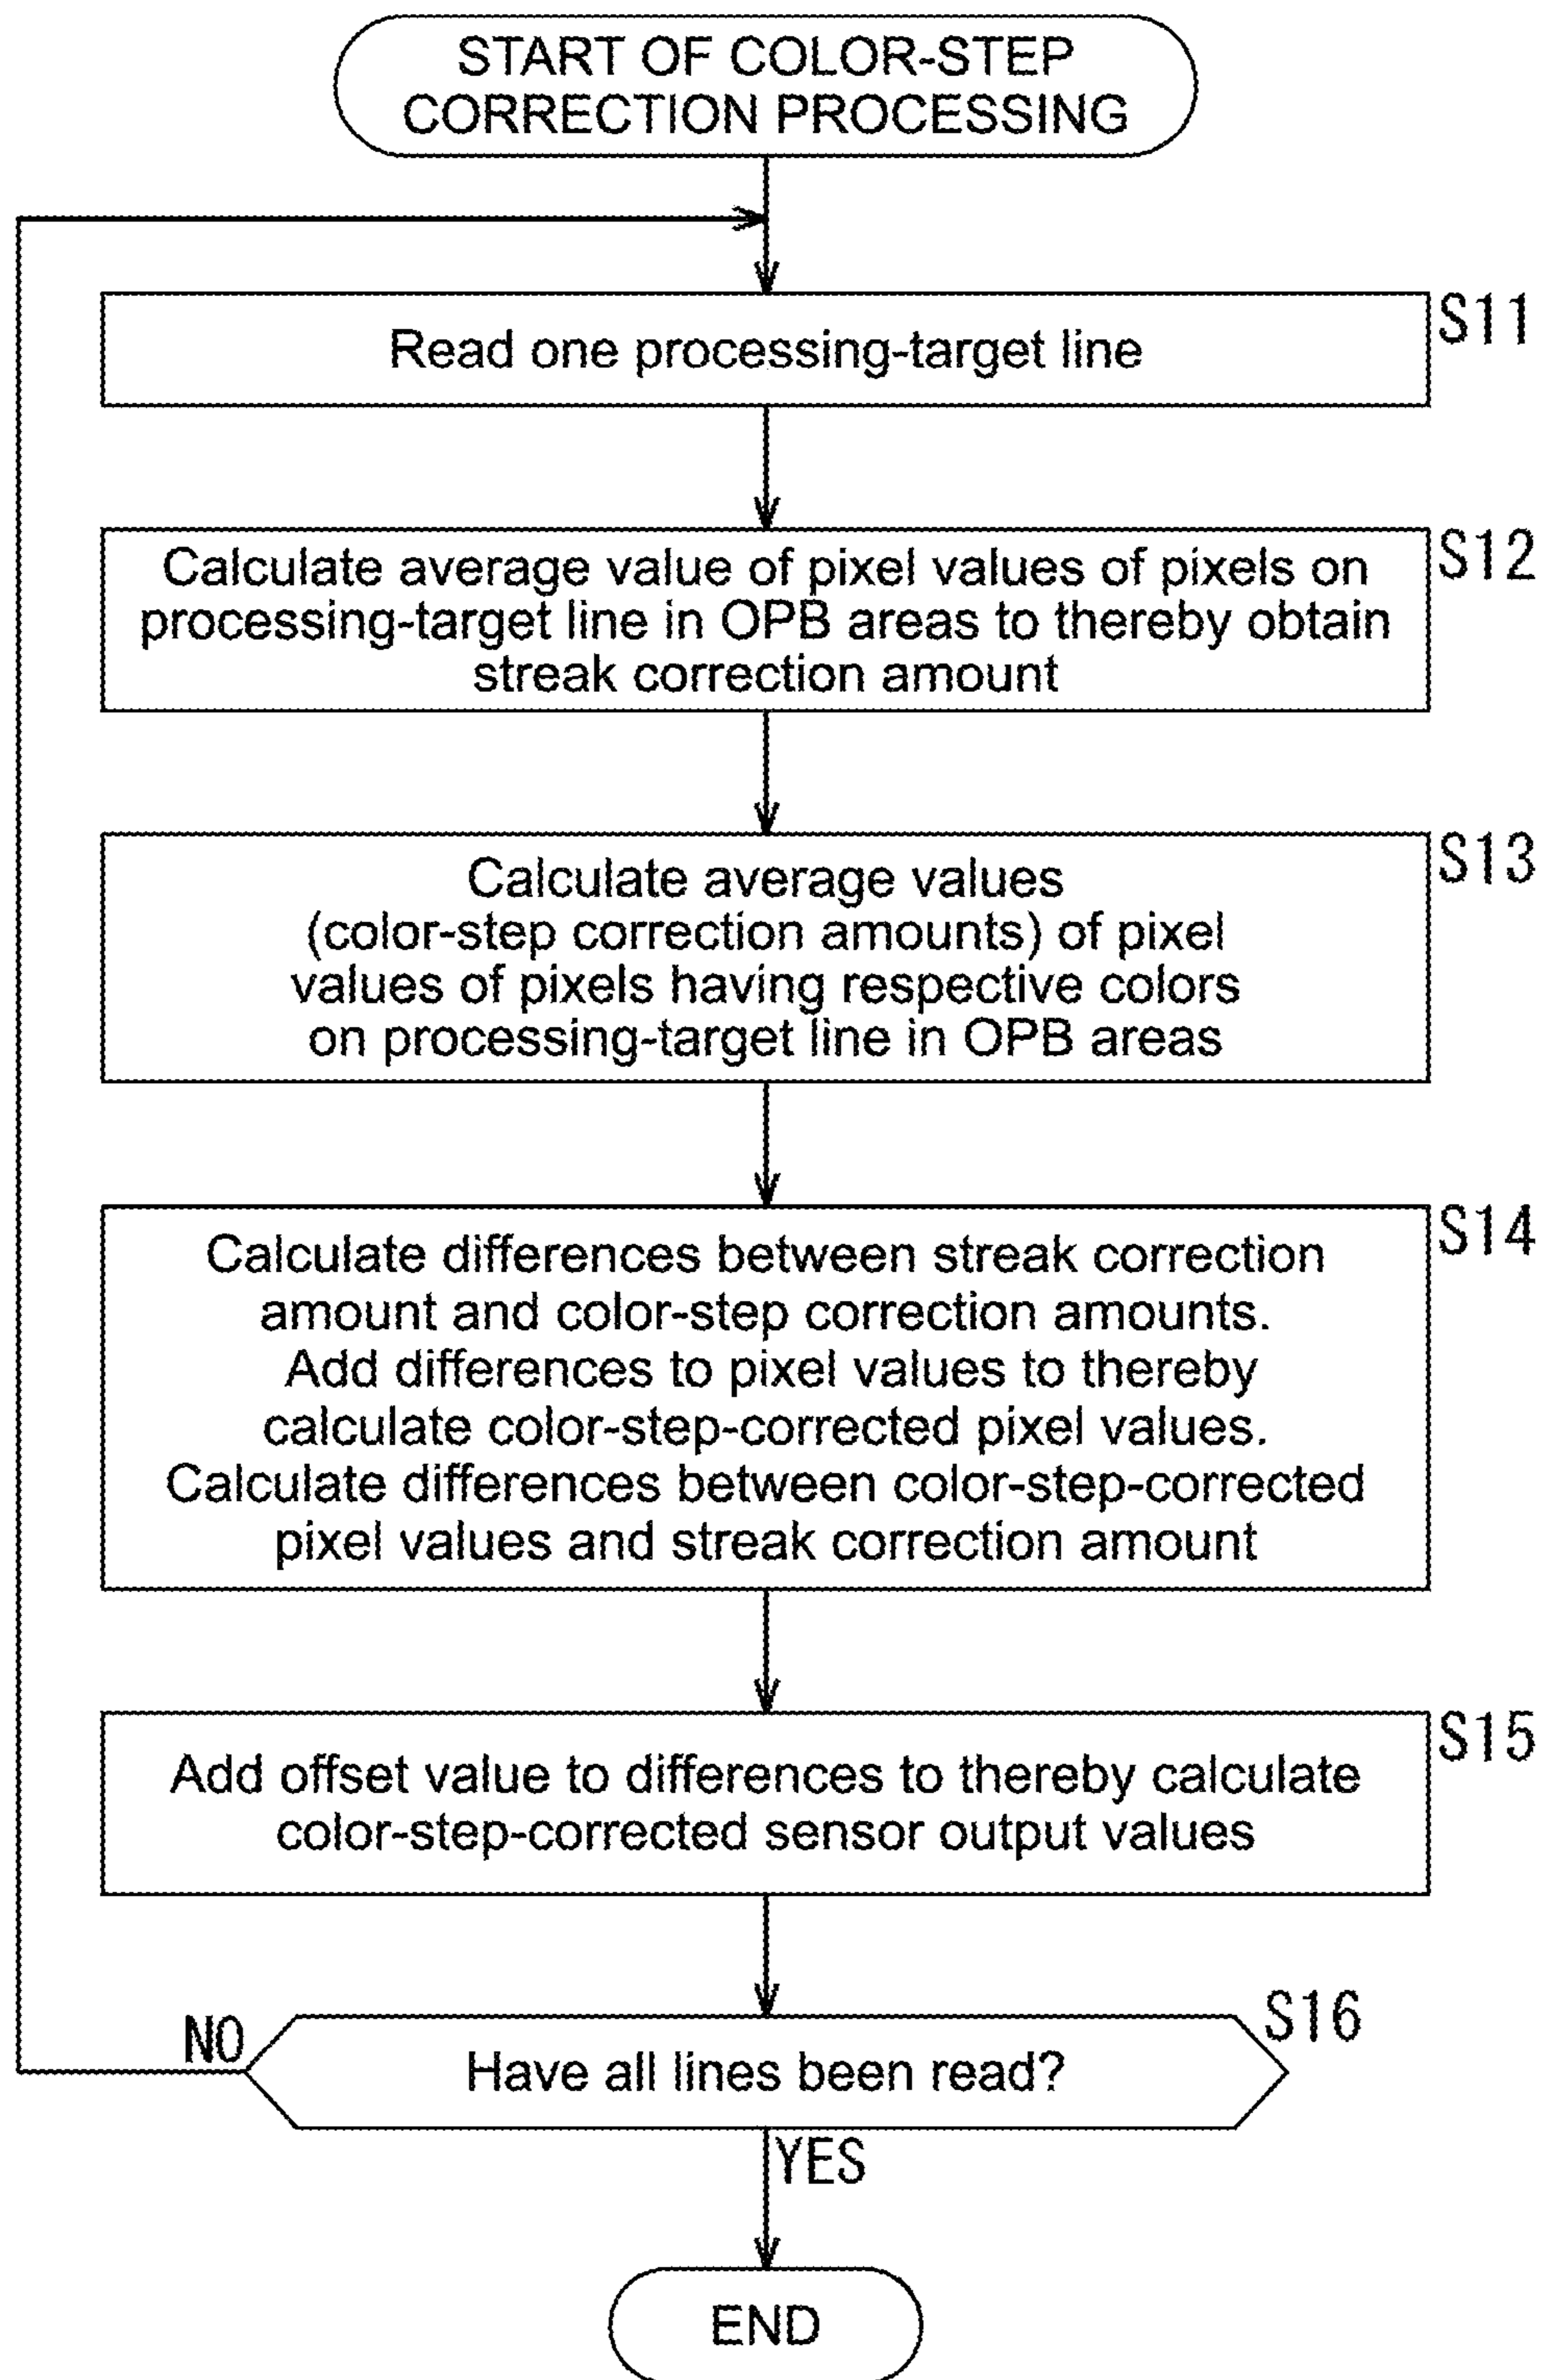 START OF COLOR-STEP
CORRECTION PROCESSING
S11
Read one processing-target line
S12
Calculate average value of pixel values of pixels on
processing-target line in OPB areas to thereby obtain
streak correction amount
S13
Calculate average values
(color-step correction amounts) of pixel
values of pixels having respective colors
on processing-target line in OPB areas
S14
Calculate differences between streak correction
amount and color-step correction amounts.
Add differences to pixel values to thereby
calculate color-step-corrected pixel values.
Calculate differences between color-step-corrected
pixel values and streak correction amount
S15
Add offset value to differences to thereby calculate
color-step-corrected sensor output values
S16
NO
Have all lines been read?
YES
END